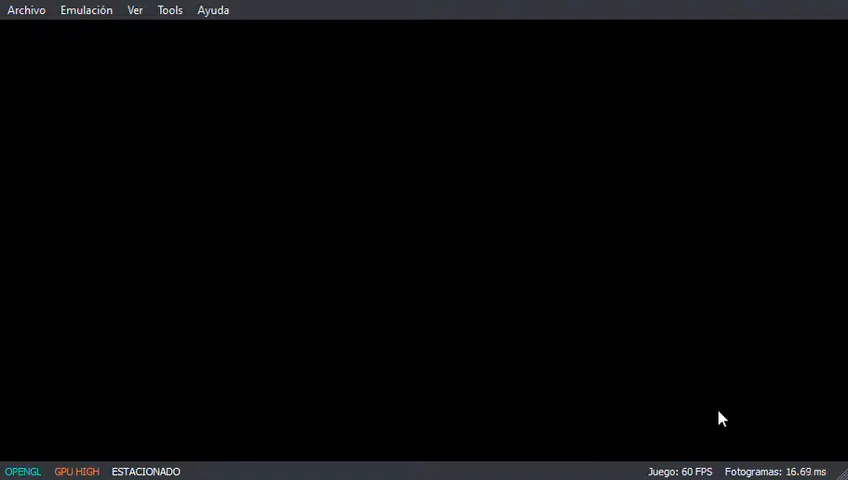 Archivo Emulación Ver Tools Ayuda
OPENGL GPU HIGH ESTACIONADO Juego: 60 FPS Fotogramas: 16.69 ms